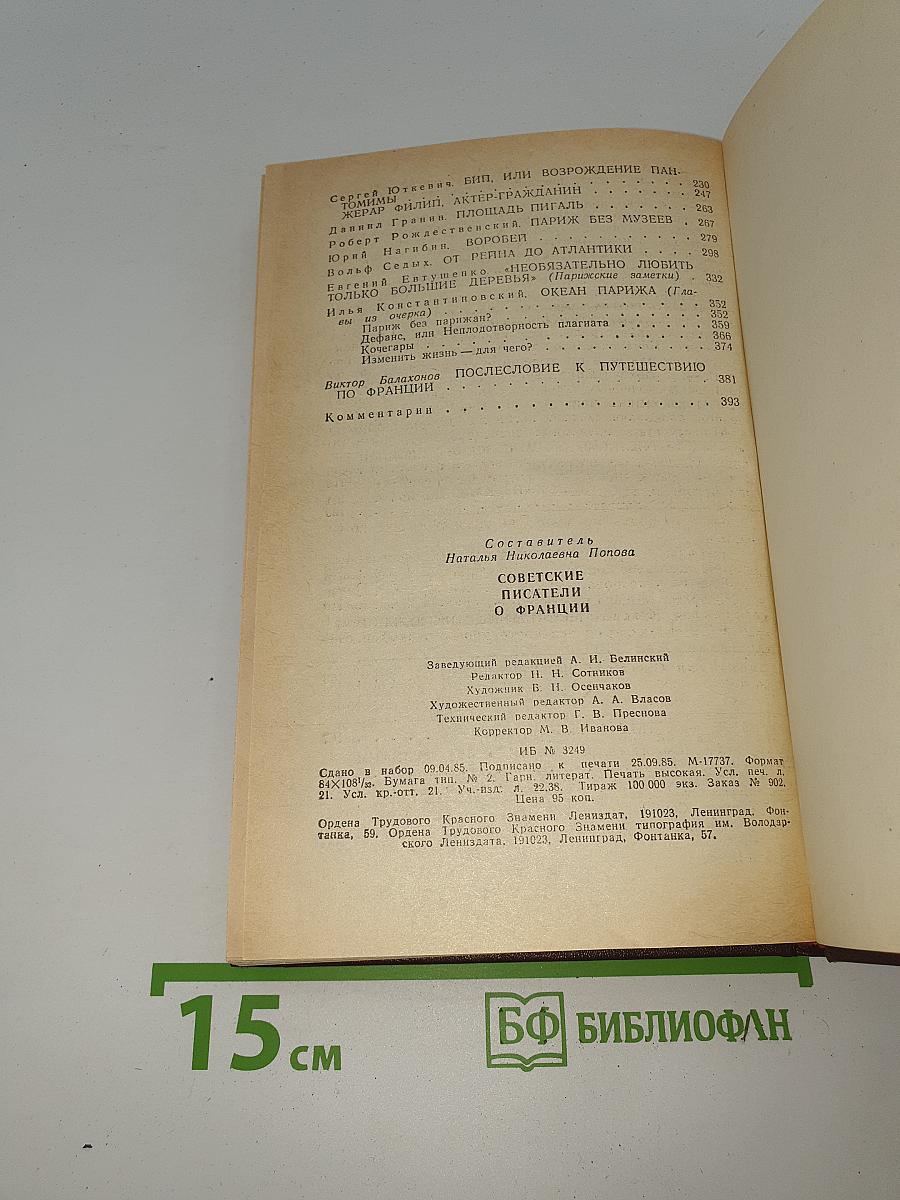 Сергей Юткевич. БИП, ИЛИ ВОЗРОЖДЕНИЕ ПАН-
ТОМИМЫ . . . . . . . . 230
ЖЕРАР ФИЛИП, АКТЕР-ГРАЖДАНИН . . . . . . 247
Даниил Гранин. ПЛОЩАДЬ ПИГАЛЬ . . . . . . . 263
Роберт Рождественский. ПАРИЖ БЕЗ МУЗЕЕВ . 267
Юрий Нагибин. ВОРОБЕЙ . . . . . . . . . . 279
Вольф Седых. ОТ РЕЙНА ДО АТЛАНТИКИ . . . . 298
Евгений Евтушенко. «НЕОБЯЗАТЕЛЬНО ЛЮБИТЬ
ТОЛЬКО БОЛЬШИЕ ДЕРЕВЬЯ» (Парижские заметки) . 332
Илья Константиновский. ОКЕАН ПАРИЖА (Гла-
вы из очерка) . . . . . . . . . . . . . 352
Париж без парижан? . . . . . . . . . . . 352
Дефанс, или Неплодотворность плагиата . . . . . . 359
Кочегары . . . . . . . . . . . . . . 366
Изменить жизнь — для чего? . . . . . . . . . 374
Виктор Балахонов ПОСЛЕСЛОВИЕ К ПУТЕШЕСТВИЮ
ПО ФРАНЦИИ . . . . . . . . . . . . . 381
Комментарии . . . . . . . . . . . . . . 393
Составитель
Наталья Николаевна Попова
СОВЕТСКИЕ
ПИСАТЕЛИ
О ФРАНЦИИ
Заведующий редакцией А. И. Белинский
Редактор Н. Н. Сотников
Художник Б. Н. Осенчаков
Художественный редактор А. А. Власов
Технический редактор Г. В. Преснова
Корректор М. В. Иванова
ИБ № 3249
Сдано в набор 09.04.85. Подписано к печати 25.09.85. М-17737. Формат
84×108¹/₃₂. Бумага тип. № 2. Гарн. литерат. Печать высокая. Усл. печ. л.
21. Усл. кр.-отт. 21. Уч.-изд. л. 22,38. Тираж 100 000 экз. Заказ № 902.
Цена 95 коп.
Ордена Трудового Красного Знамени Лениздат, 191023, Ленинград, Фон-
танка, 59. Ордена Трудового Красного Знамени типография им. Володар-
ского Лениздата, 191023, Ленинград, Фонтанка, 57.
15 см
БФ БИБЛИОФАН